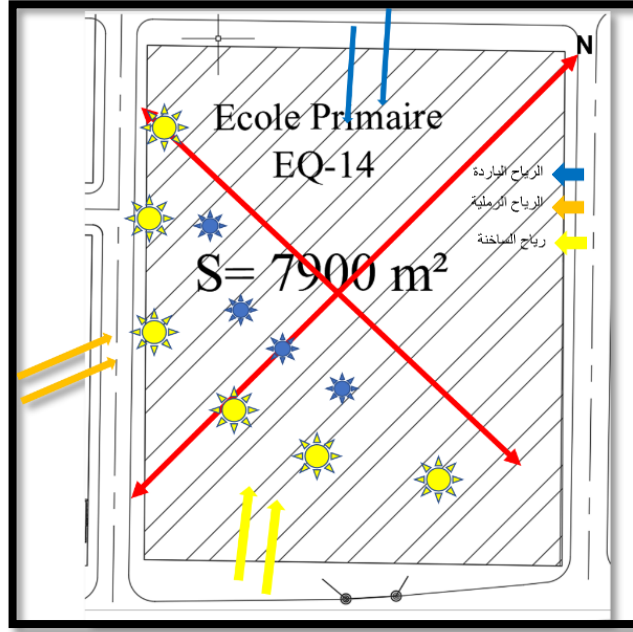 N
Ecole Primaire
EQ-14
الرياح الباردة
الرياح الرملية
رياح الساخنة
S= 7900 m²